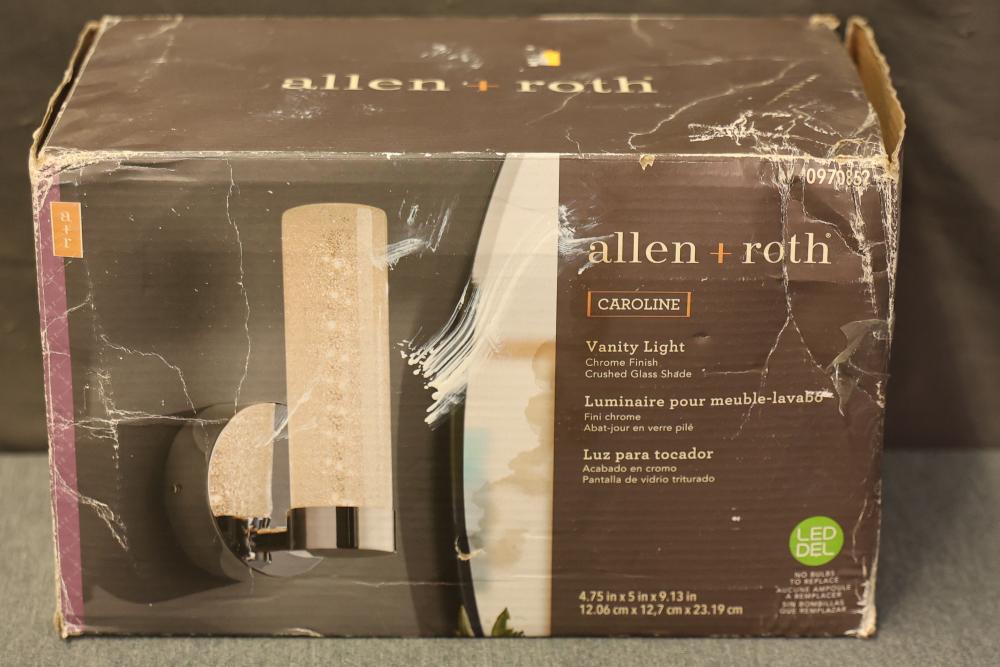 allen + roth®
0970852
a+r
allen + roth®
CAROLINE
Vanity Light
Chrome Finish
Crushed Glass Shade
Luminaire pour meuble-lavabo
Fini chrome
Abat-jour en verre pilé
Luz para tocador
Acabado en cromo
Pantalla de vidrio triturado
LED
DEL
NO BULBS
TO REPLACE
AUCUNE AMPOULE
A REMPLACER
SIN BOMBILLAS
QUE REMPLAZAR
4.75 in x 5 in x 9.13 in
12.06 cm x 12,7 cm x 23.19 cm